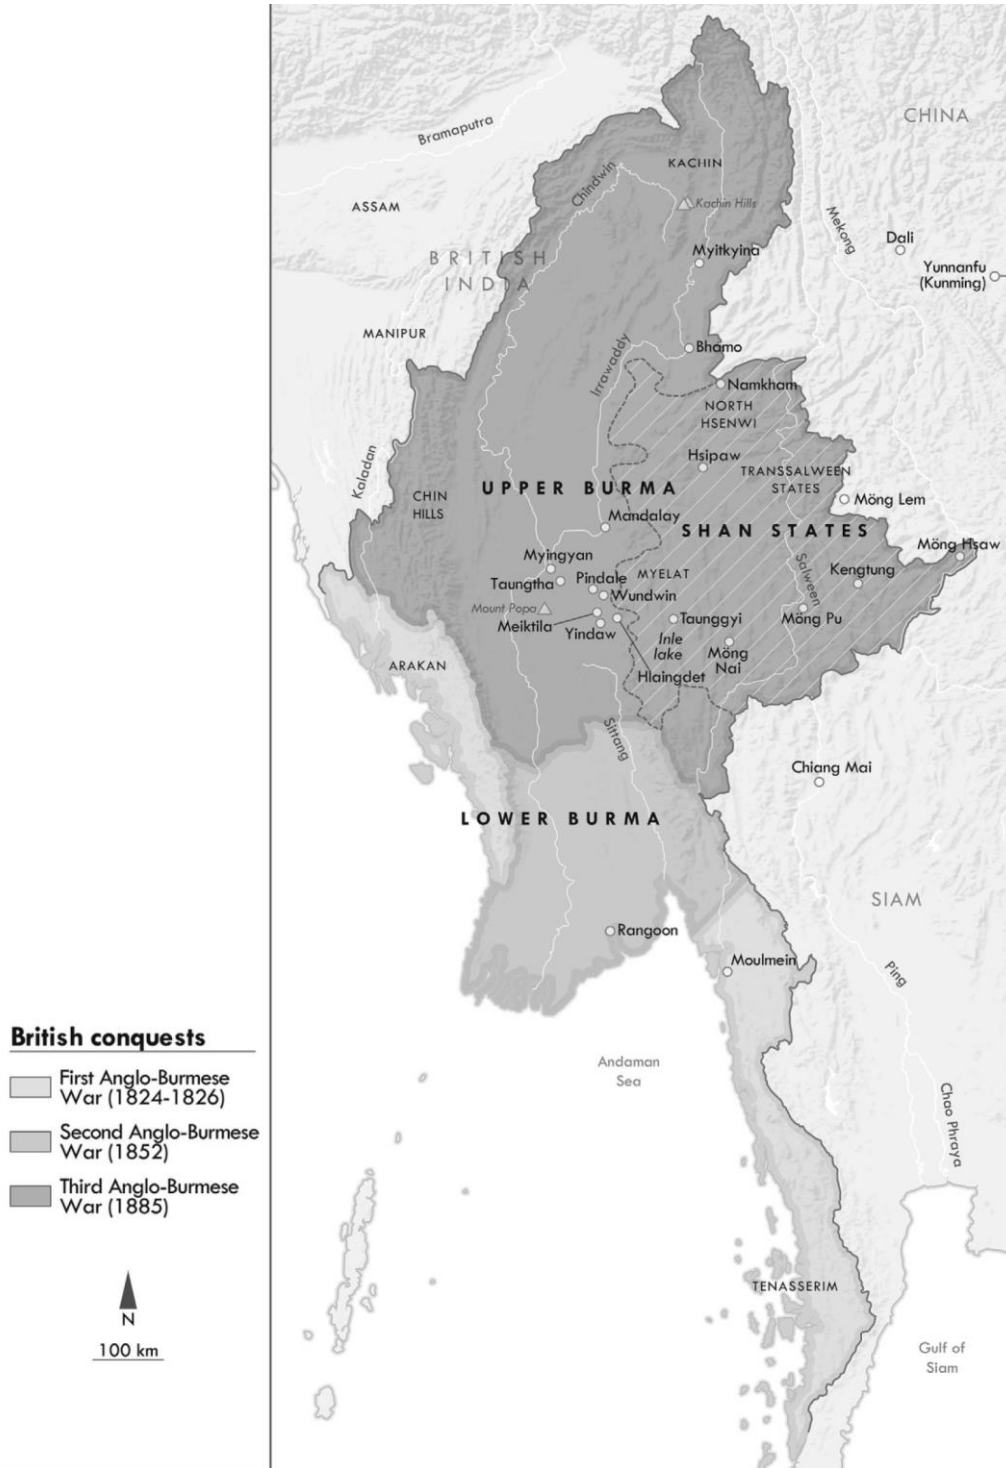 CHINA
Bramaputra
KACHIN
Chindwin
ASSAM
Kachin Hills
Mekong
Dali
BRITISH
INDIA
Myitkyina
Yunnanfu
(Kunming)
MANIPUR
Bhamo
Irrawaddy
Namkham
NORTH
HSENWI
Kaladan
Hsipaw
TRANSSALWEEN
STATES
UPPER BURMA
CHIN
HILLS
Möng Lem
Mandalay
SHAN STATES
Möng Hsaw
Myingyan
Taungtha
Pindale
MYELAT
Salween
Kengtung
Wundwin
Mount Popa
Meiktila
Yindaw
Taunggyi
Möng Pu
Inle
lake
Möng
Nai
ARAKAN
Hlaingdet
Sittang
Chiang Mai
LOWER BURMA
SIAM
Rangoon
Moulmein
Ping
British conquests
First Anglo-Burmese
War (1824-1826)
Second Anglo-Burmese
War (1852)
Third Anglo-Burmese
War (1885)
Andaman
Sea
Chao Phraya
TENASSERIM
N
100 km
Gulf of
Siam